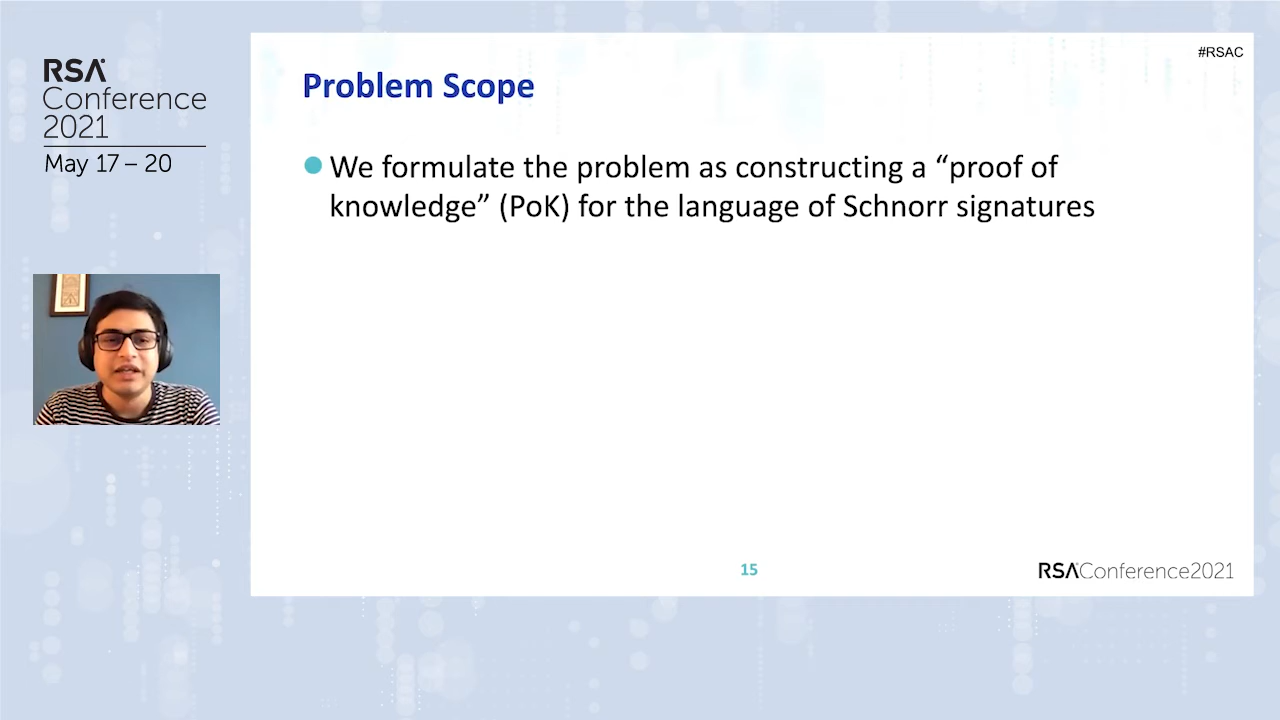 RSA
Conference
2021
May 17 – 20
#RSAC
Problem Scope
We formulate the problem as constructing a “proof of
knowledge” (PoK) for the language of Schnorr signatures
15
RSAConference2021